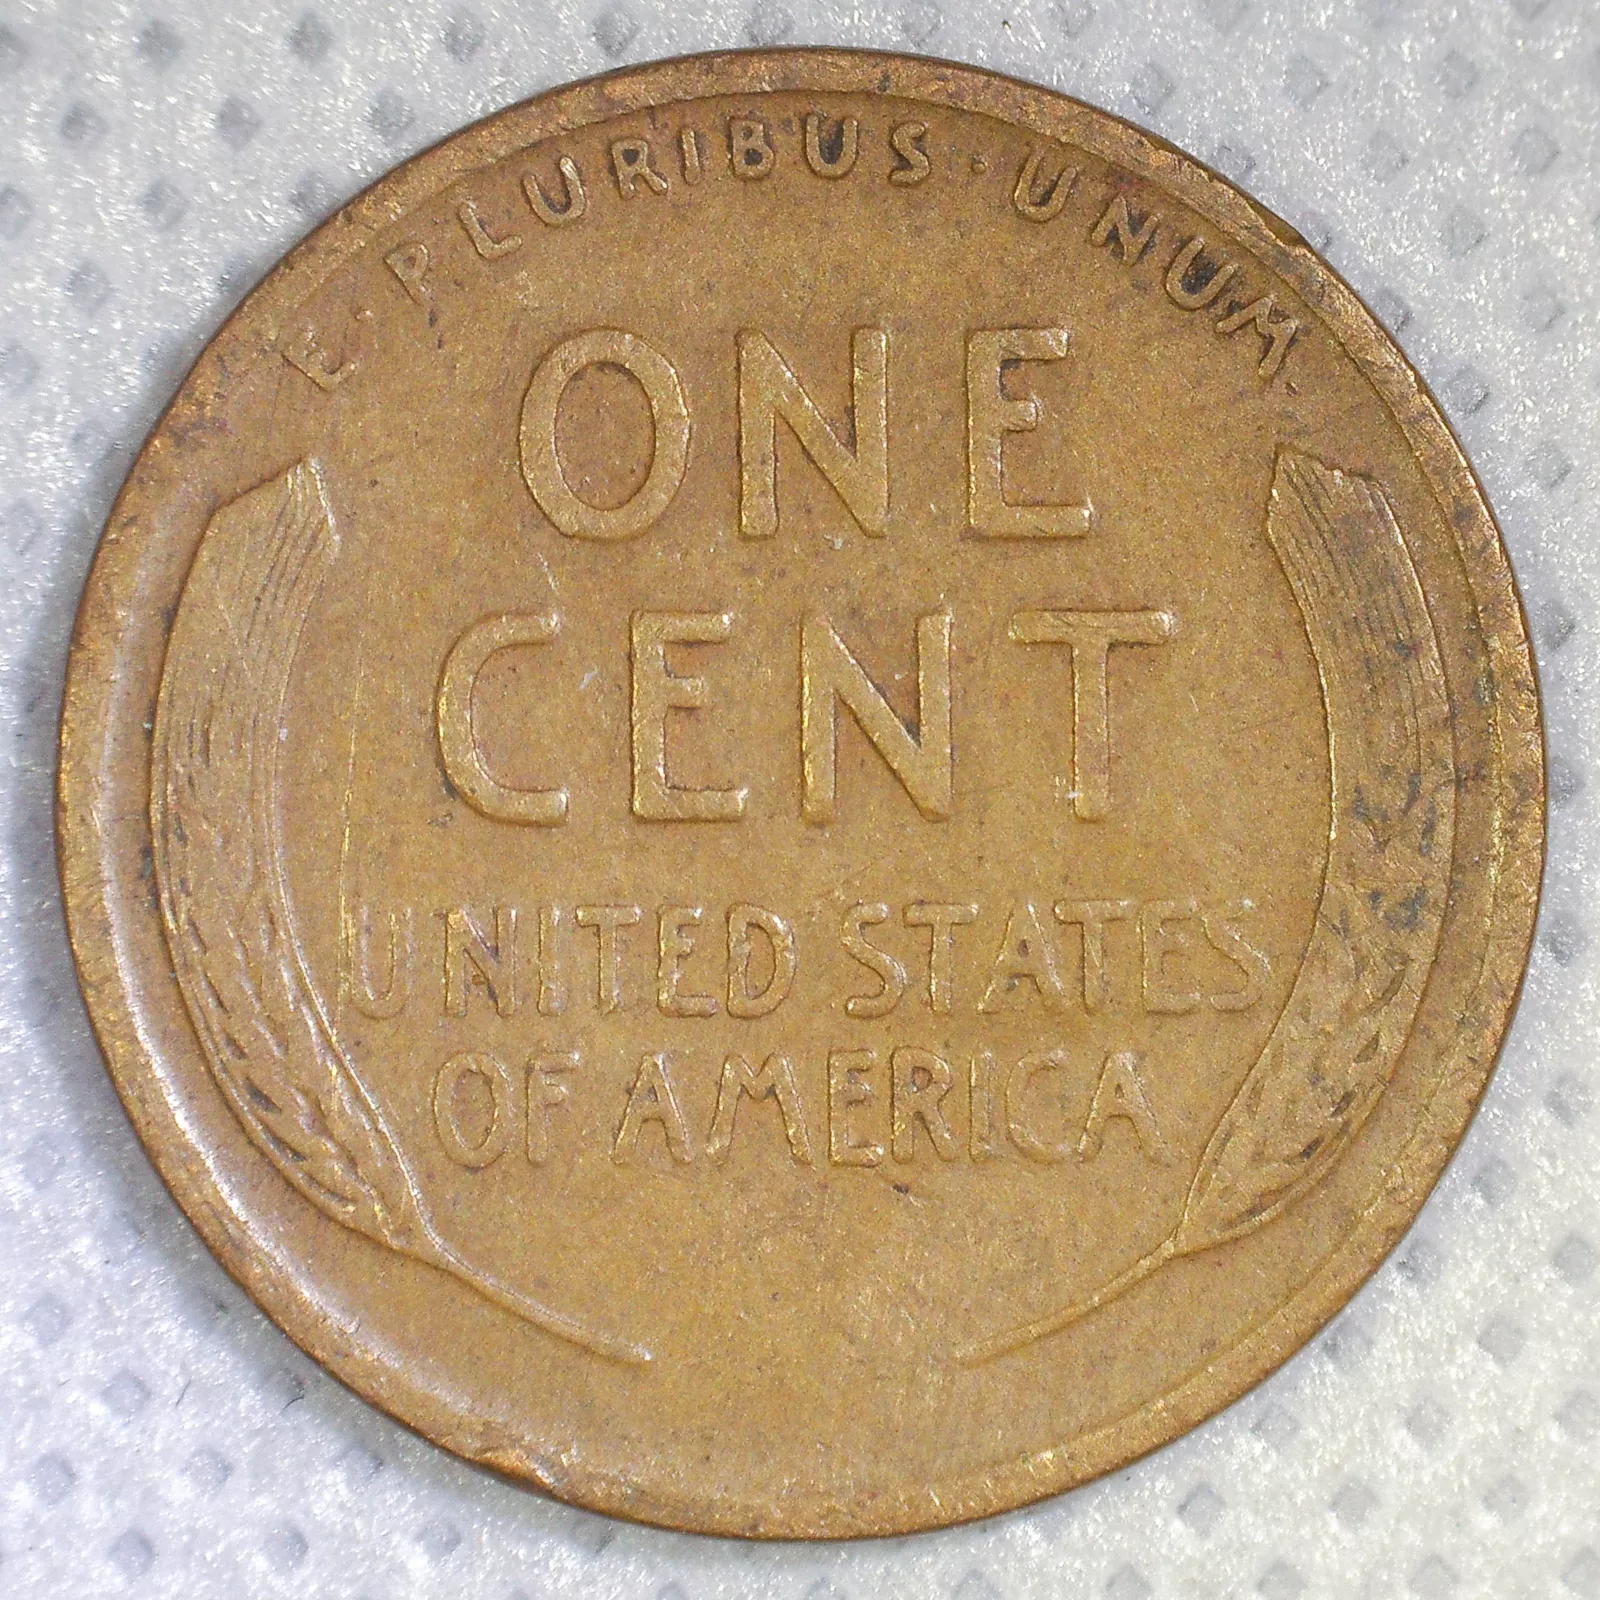 E·PLURIBUS·UNUM·
ONE
CENT
UNITED STATES
OF AMERICA